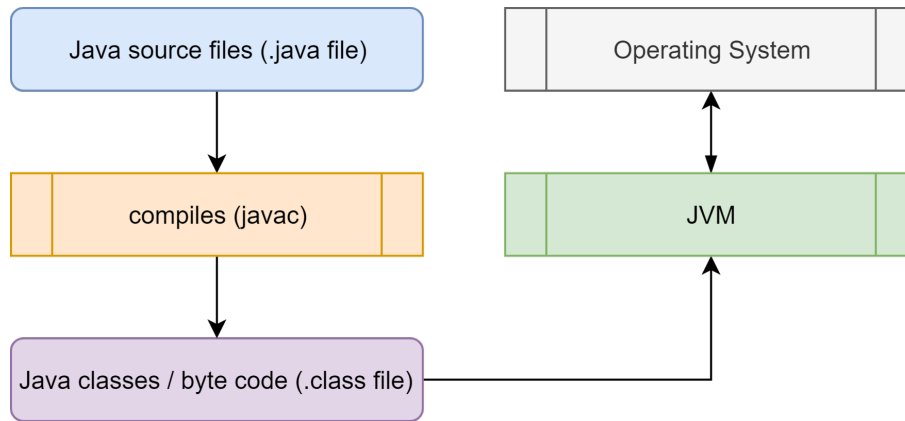 Java source files (.java file)
compiles (javac)
Java classes / byte code (.class file)
Operating System
JVM